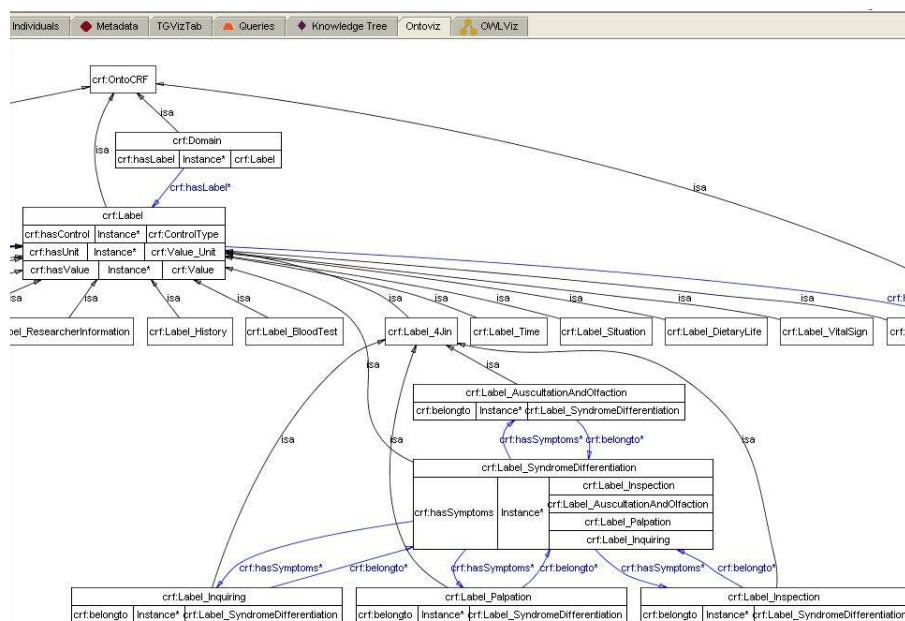 Individuals Metadata TGVizTab Queries Knowledge Tree Ontoviz OWLViz
crf:OntoCRF
isa
crf:Domain
crf:hasLabel Instance* crf:Label
isa
isa
crf:hasLabel*
crf:Label
crf:hasControl Instance* crf:ControlType
crf:hasUnit Instance* crf:Value_Unit
crf:hasValue Instance* crf:Value
isa isa isa isa isa isa isa isa isa isa
_ResearcherInformation crf:Label_History crf:Label_BloodTest crf:Label_4Jin crf:Label_Time crf:Label_Situation crf:Label_DietaryLife crf:Label_VitalSign
isa isa
crf:Label_AuscultationAndOlfaction
crf:belongto Instance* crf:Label_SyndromeDifferentiation
isa isa isa
crf:hasSymptoms* crf:belongto*
crf:Label_SyndromeDifferentiation
crf:hasSymptoms Instance* crf:Label_Inspection
crf:Label_AuscultationAndOlfaction
crf:Label_Palpation
crf:Label_Inquiring
crf:hasSymptoms* crf:belongto* crf:hasSymptoms* crf:belongto* crf:hasSymptoms* crf:belongto*
crf:Label_Inquiring crf:Label_Palpation crf:Label_Inspection
crf:belongto Instance* crf:Label_SyndromeDifferentiation crf:belongto Instance* crf:Label_SyndromeDifferentiation crf:belongto Instance* crf:Label_SyndromeDifferentiation